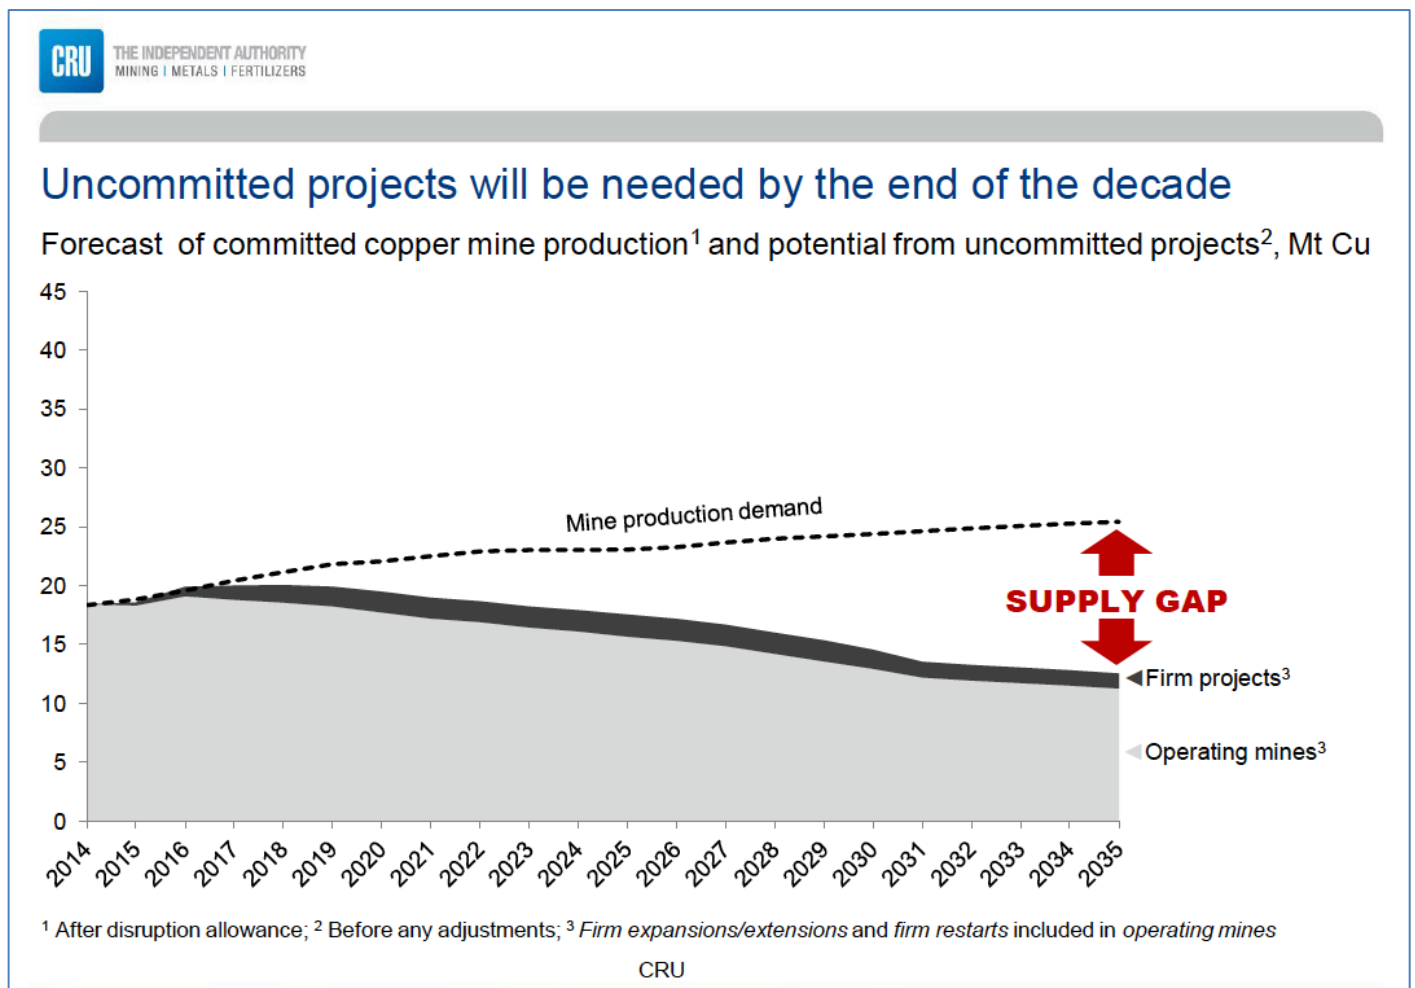 CRU
THE INDEPENDENT AUTHORITY
MINING | METALS | FERTILIZERS
Uncommitted projects will be needed by the end of the decade
Forecast of committed copper mine production¹ and potential from uncommitted projects², Mt Cu
45
40
35
30
25
20
15
10
5
0
Mine production demand
SUPPLY GAP
Firm projects³
Operating mines³
2014
2015
2016
2017
2018
2019
2020
2021
2022
2023
2024
2025
2026
2027
2028
2029
2030
2031
2032
2033
2034
2035
¹ After disruption allowance; ² Before any adjustments; ³ Firm expansions/extensions and firm restarts included in operating mines
CRU